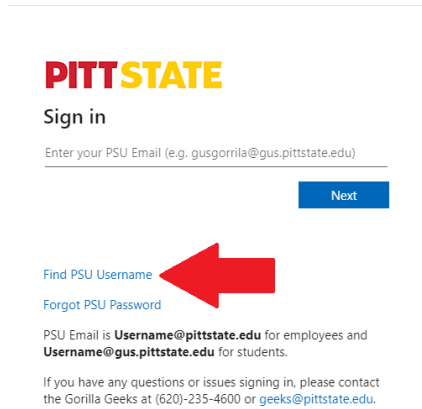 PITT STATE
Sign in
Enter your PSU Email (e.g. gusgorrila@gus.pittstate.edu)
Next
Find PSU Username
Forgot PSU Password
PSU Email is Username@pittstate.edu for employees and
Username@gus.pittstate.edu for students.
If you have any questions or issues signing in, please contact
the Gorilla Geeks at (620)-235-4600 or geeks@pittstate.edu.